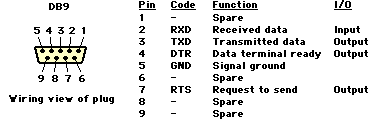 DB9
5 4 3 2 1
9 8 7 6
Wiring view of plug
Pin Code Function I/O
1 - Spare
2 RXD Received data Input
3 TXD Transmitted data Output
4 DTR Data terminal ready Output
5 GND Signal ground
6 - Spare
7 RTS Request to send Output
8 - Spare
9 - Spare